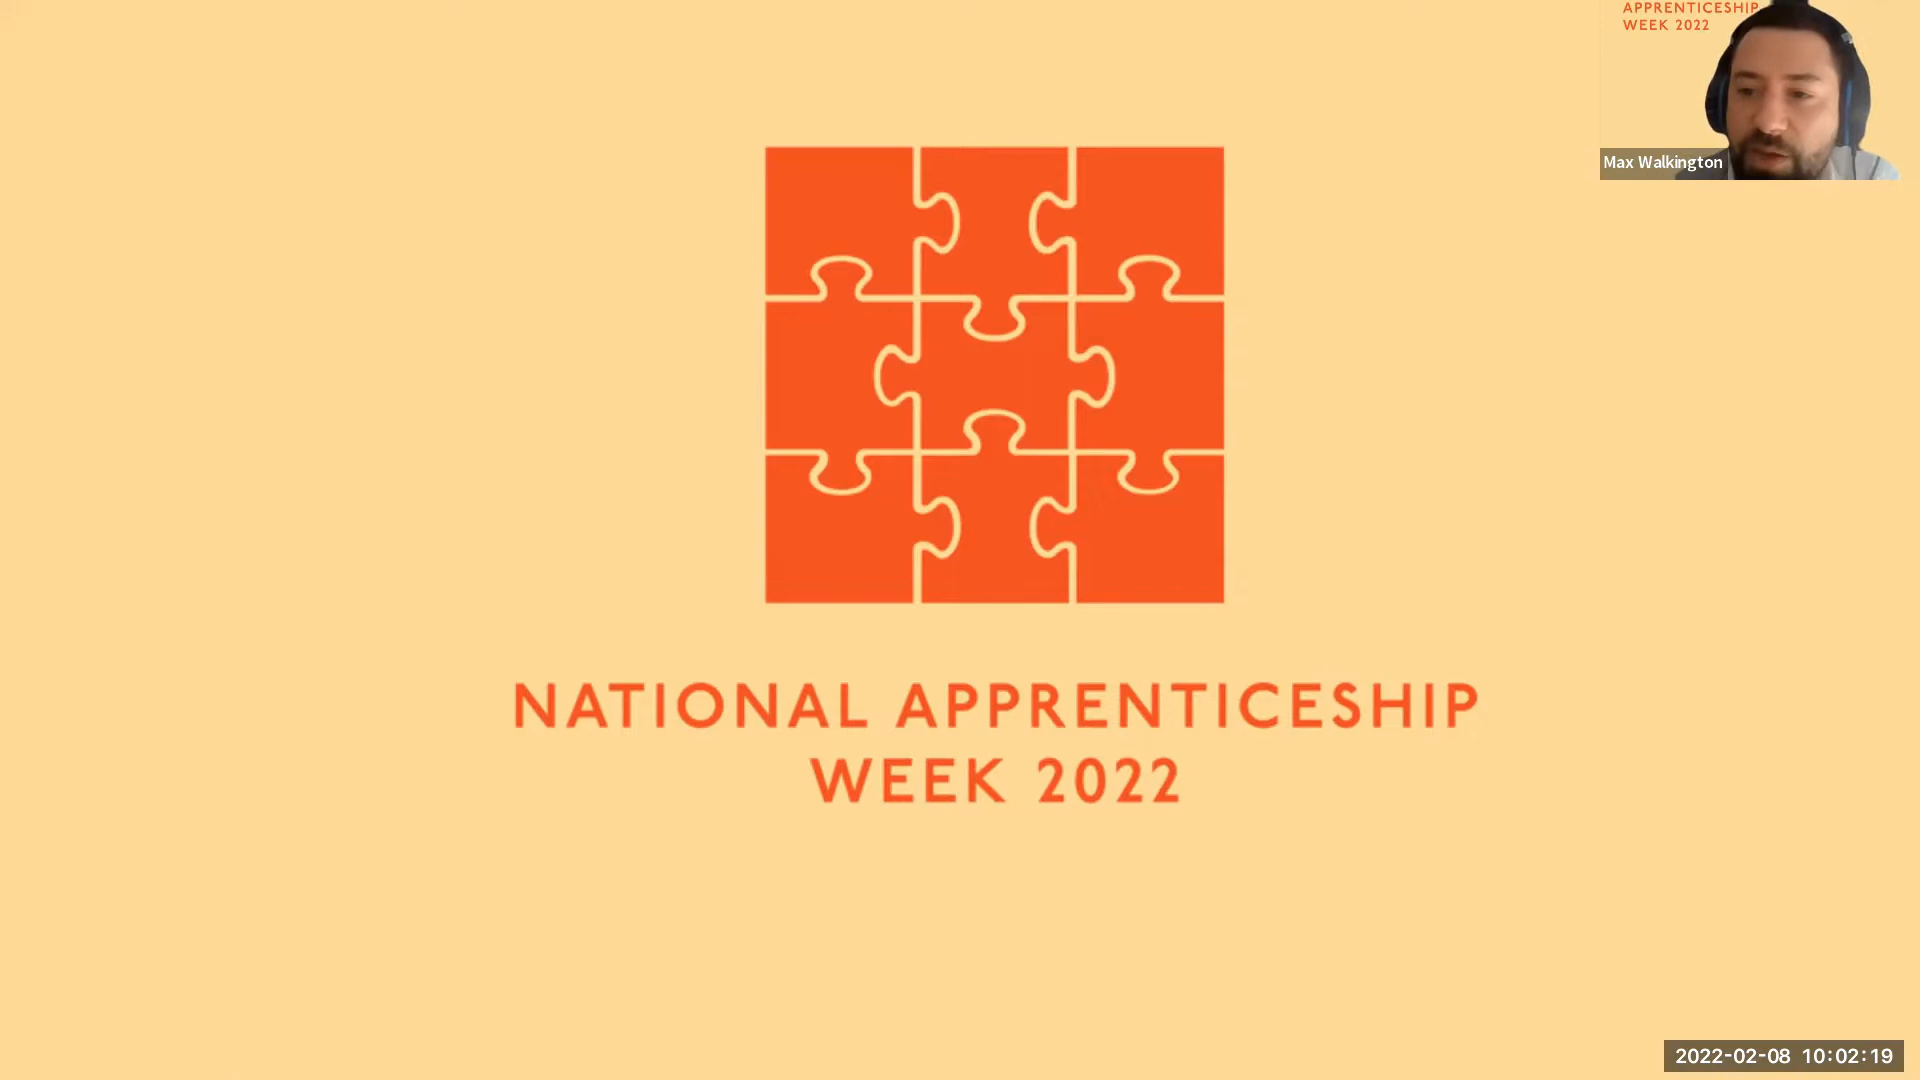 APPRENTICESHIP
WEEK 2022
Max Walkington
NATIONAL APPRENTICESHIP
WEEK 2022
2022-02-08 10:02:19